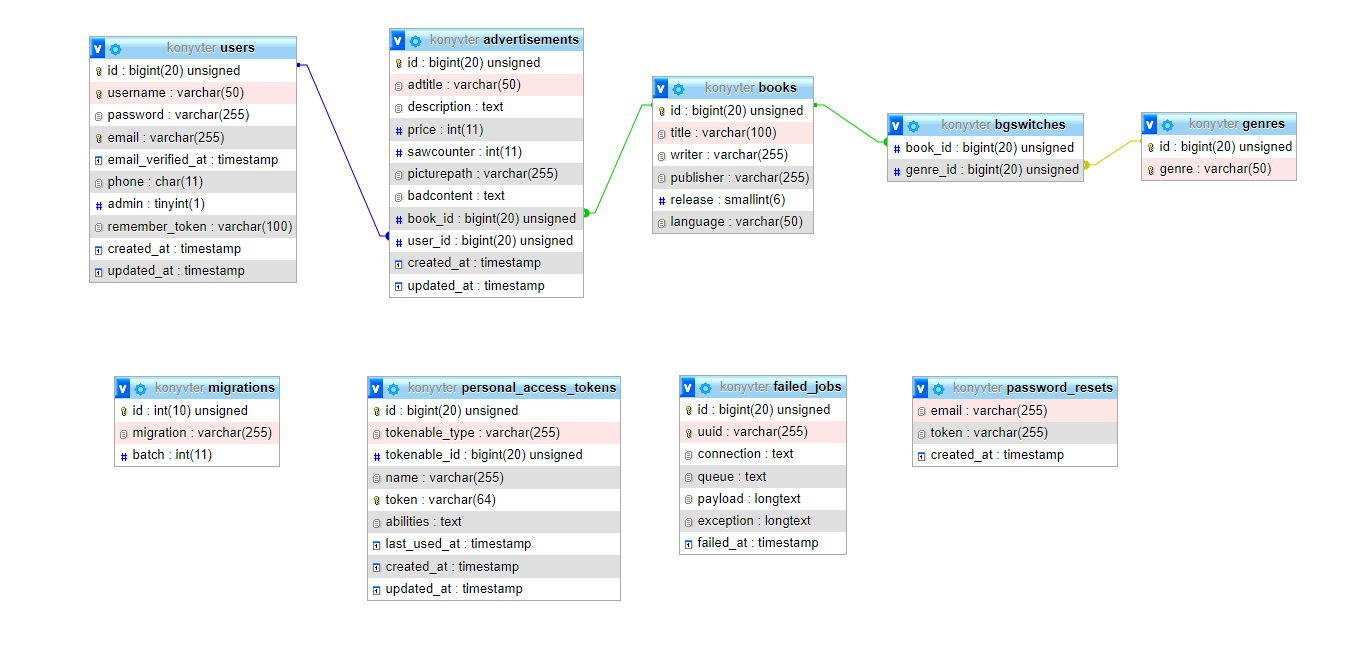 konyvter users
id : bigint(20) unsigned
username : varchar(50)
password : varchar(255)
email : varchar(255)
email_verified_at : timestamp
phone : char(11)
admin : tinyint(1)
remember_token : varchar(100)
created_at : timestamp
updated_at : timestamp
konyvter advertisements
id : bigint(20) unsigned
adtitle : varchar(50)
description : text
price : int(11)
sawcounter : int(11)
picturepath : varchar(255)
badcontent : text
book_id : bigint(20) unsigned
user_id : bigint(20) unsigned
created_at : timestamp
updated_at : timestamp
konyvter books
id : bigint(20) unsigned
title : varchar(100)
writer : varchar(255)
publisher : varchar(255)
release : smallint(6)
language : varchar(50)
konyvter bgswitches
book_id : bigint(20) unsigned
genre_id : bigint(20) unsigned
konyvter genres
id : bigint(20) unsigned
genre : varchar(50)
konyvter migrations
id : int(10) unsigned
migration : varchar(255)
batch : int(11)
konyvter personal_access_tokens
id : bigint(20) unsigned
tokenable_type : varchar(255)
tokenable_id : bigint(20) unsigned
name : varchar(255)
token : varchar(64)
abilities : text
last_used_at : timestamp
created_at : timestamp
updated_at : timestamp
konyvter failed_jobs
id : bigint(20) unsigned
uuid : varchar(255)
connection : text
queue : text
payload : longtext
exception : longtext
failed_at : timestamp
konyvter password_resets
email : varchar(255)
token : varchar(255)
created_at : timestamp